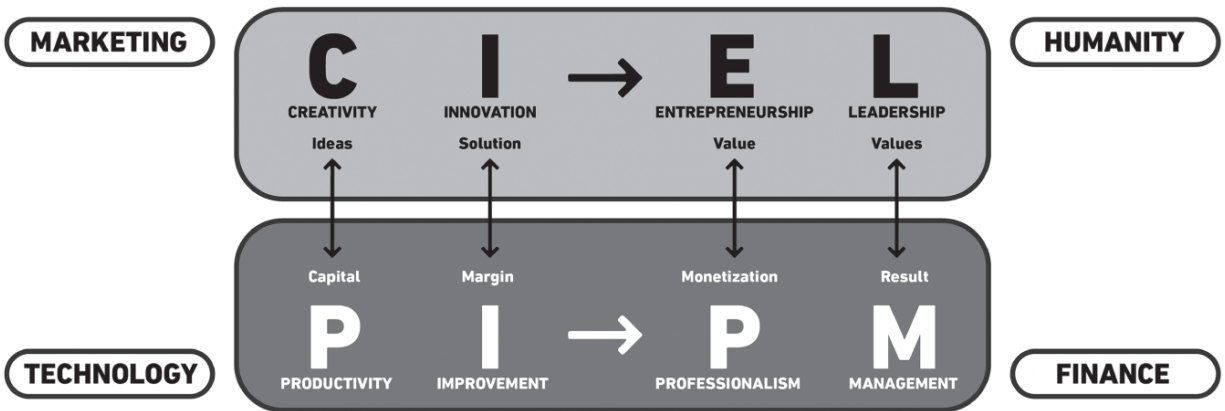 MARKETING
HUMANITY
C I → E L
CREATIVITY INNOVATION ENTREPRENEURSHIP LEADERSHIP
Ideas Solution Value Values
Capital Margin Monetization Result
P I → P M
PRODUCTIVITY IMPROVEMENT PROFESSIONALISM MANAGEMENT
TECHNOLOGY
FINANCE